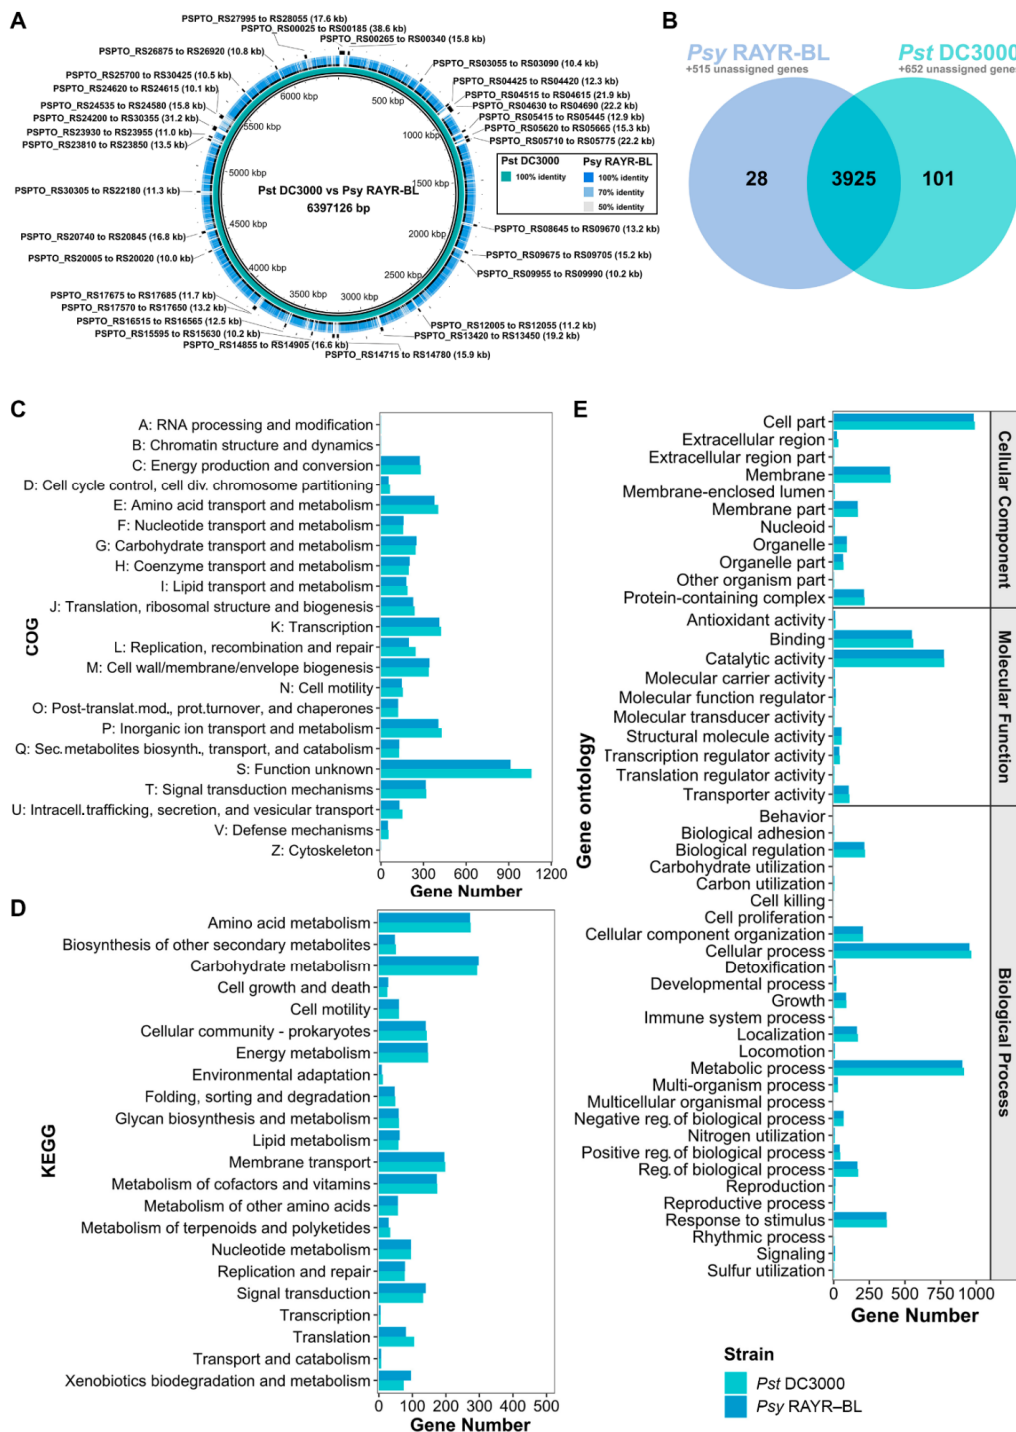 A
PSPTO_RS27995 to RS28055 (17.6 kb)
PSPTO_RS00025 to RS00185 (38.6 kb)
PSPTO_RS00265 to RS00340 (15.8 kb)
PSPTO_RS26875 to RS26920 (10.8 kb)
PSPTO_RS03055 to RS03090 (10.4 kb)
PSPTO_RS25700 to RS30425 (10.5 kb)
PSPTO_RS04425 to RS04420 (12.3 kb)
PSPTO_RS24620 to RS24615 (10.1 kb)
PSPTO_RS04515 to RS04615 (21.9 kb)
PSPTO_RS24535 to RS24580 (15.8 kb)
PSPTO_RS04630 to RS04690 (22.2 kb)
PSPTO_RS24200 to RS30355 (31.2 kb)
PSPTO_RS05415 to RS05445 (12.9 kb)
PSPTO_RS23930 to RS23955 (11.0 kb)
PSPTO_RS05620 to RS05665 (15.3 kb)
PSPTO_RS23810 to RS23850 (13.5 kb)
PSPTO_RS05710 to RS05775 (22.2 kb)
PSPTO_RS30305 to RS22180 (11.3 kb)
PSPTO_RS20740 to RS20845 (16.8 kb)
PSPTO_RS08645 to RS09670 (13.2 kb)
PSPTO_RS20005 to RS20020 (10.0 kb)
PSPTO_RS09675 to RS09705 (15.2 kb)
PSPTO_RS09955 to RS09990 (10.2 kb)
PSPTO_RS17675 to RS17685 (11.7 kb)
PSPTO_RS17570 to RS17650 (13.2 kb)
PSPTO_RS16515 to RS16565 (12.5 kb)
PSPTO_RS12005 to RS12055 (11.2 kb)
PSPTO_RS15595 to RS15630 (10.2 kb)
PSPTO_RS13420 to RS13450 (19.2 kb)
PSPTO_RS14855 to RS14905 (16.6 kb)
PSPTO_RS14715 to RS14780 (15.9 kb)
500 kbp
1000 kbp
1500 kbp
2000 kbp
2500 kbp
3000 kbp
3500 kbp
4000 kbp
4500 kbp
5000 kbp
5500 kbp
6000 kbp
Pst DC3000 vs Psy RAYR-BL
6397126 bp
Pst DC3000
100% identity
Psy RAYR-BL
100% identity
70% identity
50% identity
B
Psy RAYR-BL
+515 unassigned genes
Pst DC3000
+652 unassigned genes
28
3925
101
C
COG
A: RNA processing and modification
B: Chromatin structure and dynamics
C: Energy production and conversion
D: Cell cycle control, cell div. chromosome partitioning
E: Amino acid transport and metabolism
F: Nucleotide transport and metabolism
G: Carbohydrate transport and metabolism
H: Coenzyme transport and metabolism
I: Lipid transport and metabolism
J: Translation, ribosomal structure and biogenesis
K: Transcription
L: Replication, recombination and repair
M: Cell wall/membrane/envelope biogenesis
N: Cell motility
O: Post-translat.mod., prot.turnover, and chaperones
P: Inorganic ion transport and metabolism
Q: Sec.metabolites biosynth., transport, and catabolism
S: Function unknown
T: Signal transduction mechanisms
U: Intracell.trafficking, secretion, and vesicular transport
V: Defense mechanisms
Z: Cytoskeleton
0 300 600 900 1200
Gene Number
D
KEGG
Amino acid metabolism
Biosynthesis of other secondary metabolites
Carbohydrate metabolism
Cell growth and death
Cell motility
Cellular community - prokaryotes
Energy metabolism
Environmental adaptation
Folding, sorting and degradation
Glycan biosynthesis and metabolism
Lipid metabolism
Membrane transport
Metabolism of cofactors and vitamins
Metabolism of other amino acids
Metabolism of terpenoids and polyketides
Nucleotide metabolism
Replication and repair
Signal transduction
Transcription
Translation
Transport and catabolism
Xenobiotics biodegradation and metabolism
0 100 200 300 400 500
Gene Number
E
Gene ontology
Cell part
Extracellular region
Extracellular region part
Membrane
Membrane-enclosed lumen
Membrane part
Nucleoid
Organelle
Organelle part
Other organism part
Protein-containing complex
Cellular Component
Antioxidant activity
Binding
Catalytic activity
Molecular carrier activity
Molecular function regulator
Molecular transducer activity
Structural molecule activity
Transcription regulator activity
Translation regulator activity
Transporter activity
Molecular Function
Behavior
Biological adhesion
Biological regulation
Carbohydrate utilization
Carbon utilization
Cell killing
Cell proliferation
Cellular component organization
Cellular process
Detoxification
Developmental process
Growth
Immune system process
Localization
Locomotion
Metabolic process
Multi-organism process
Multicellular organismal process
Negative reg. of biological process
Nitrogen utilization
Positive reg. of biological process
Reg. of biological process
Reproduction
Reproductive process
Response to stimulus
Rhythmic process
Signaling
Sulfur utilization
Biological Process
0 250 500 750 1000
Gene Number
Strain
Pst DC3000
Psy RAYR–BL